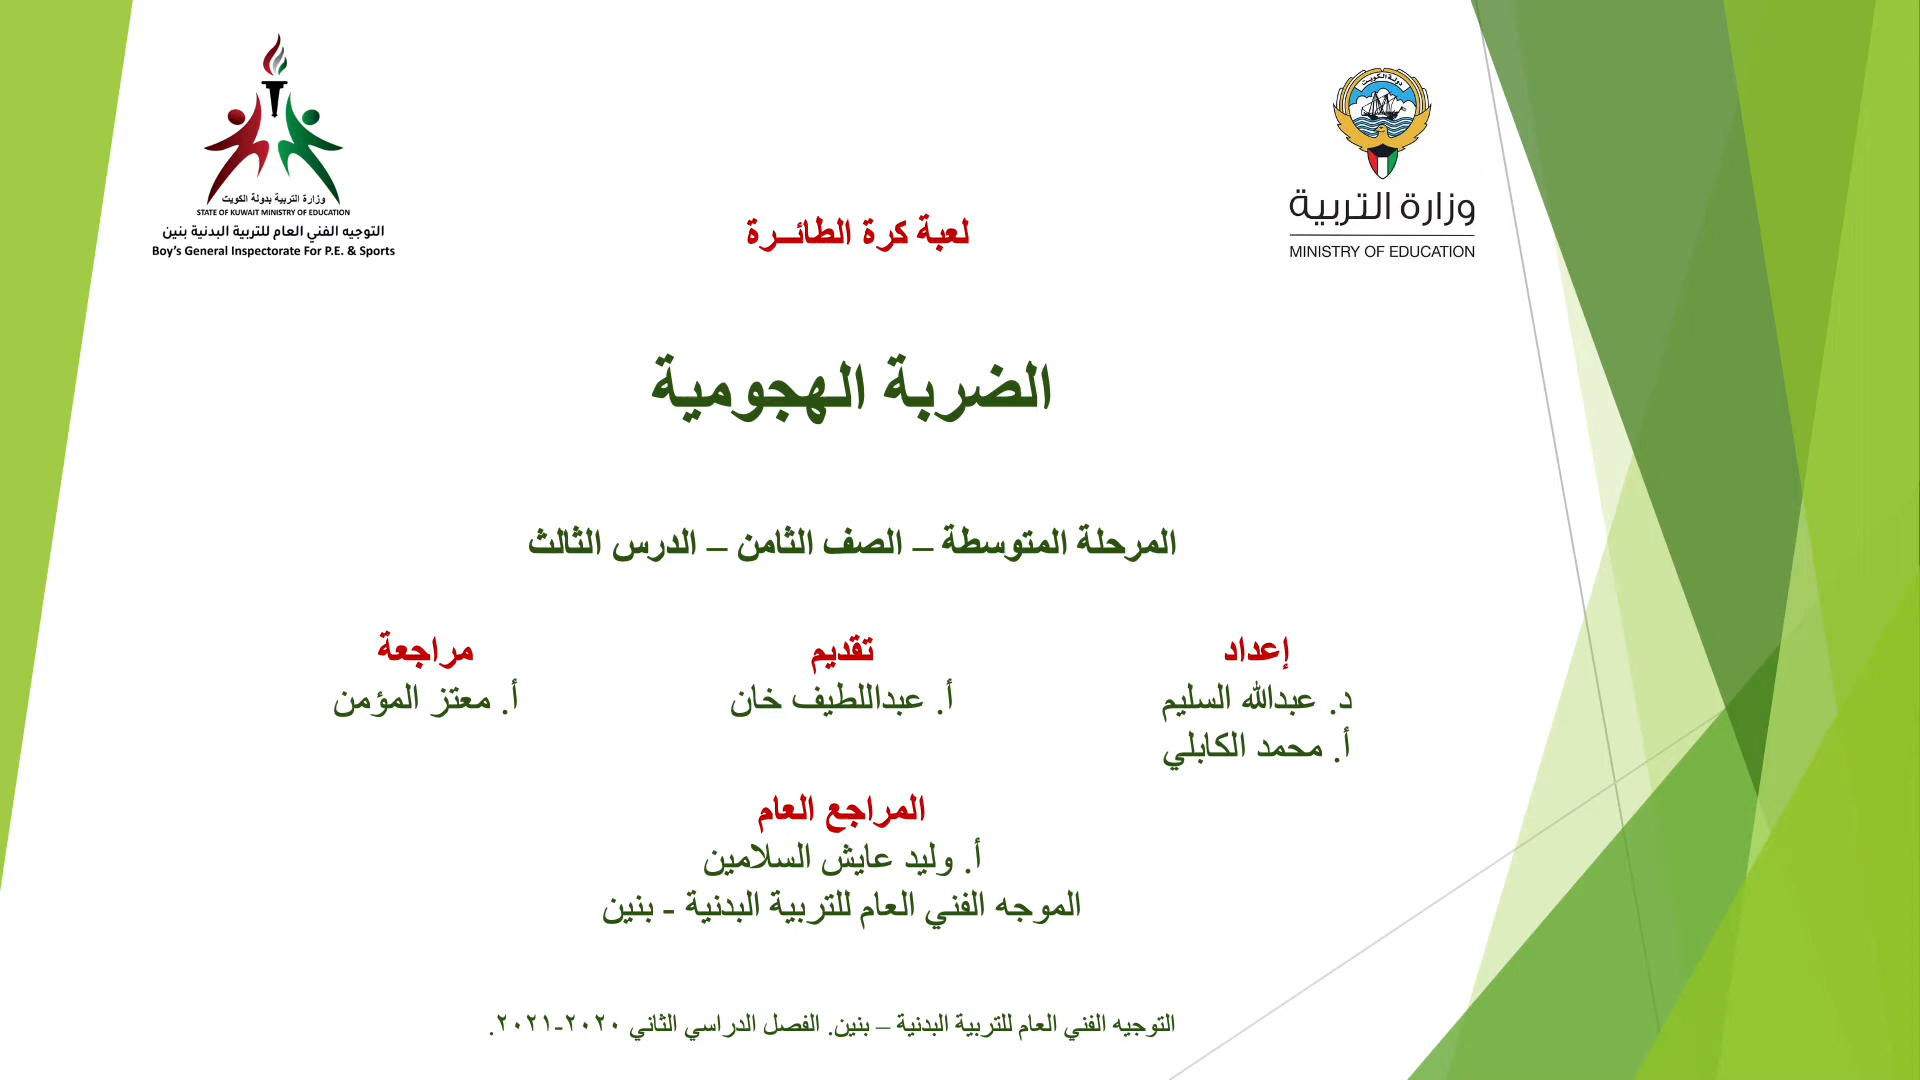 دولة الكويت
وزارة التربية
MINISTRY OF EDUCATION
وزارة التربية بدولة الكويت
STATE OF KUWAIT MINISTRY OF EDUCATION
التوجيه الفني العام للتربية البدنية بنين
Boy's General Inspectorate For P.E. & Sports
لعبة كرة الطائــرة
الضربة الهجومية
المرحلة المتوسطة – الصف الثامن – الدرس الثالث
إعداد
د. عبدالله السليم
أ. محمد الكابلي
تقديم
أ. عبداللطيف خان
مراجعة
أ. معتز المؤمن
المراجع العام
أ. وليد عايش السلامين
الموجه الفني العام للتربية البدنية - بنين
التوجيه الفني العام للتربية البدنية – بنين. الفصل الدراسي الثاني ٢٠٢٠-٢٠٢١.